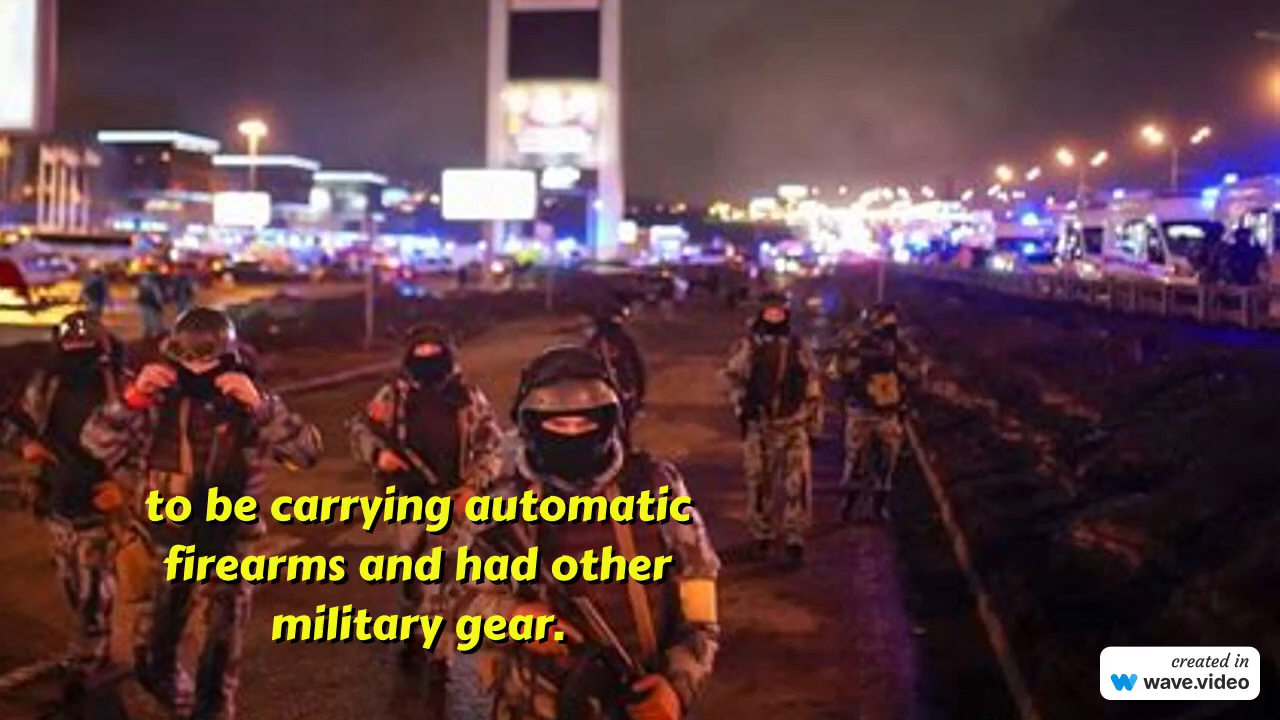 to be carrying automatic
firearms and had other
military gear.
created in
wave.video